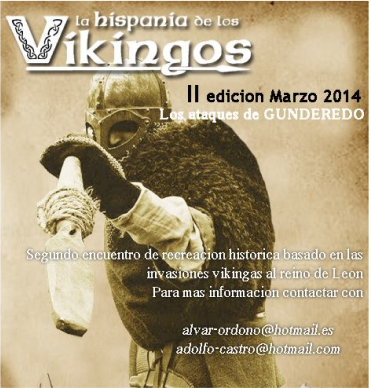 la hispania de los
Vikingos
II edicion Marzo 2014
Los ataques de GUNDEREDO
Segundo encuentro de recreacion historica basado en las
invasiones vikingas al reino de Leon
Para mas informacion contactar con
alvar-ordono@hotmail.es
adolfo-castro@hotmail.com